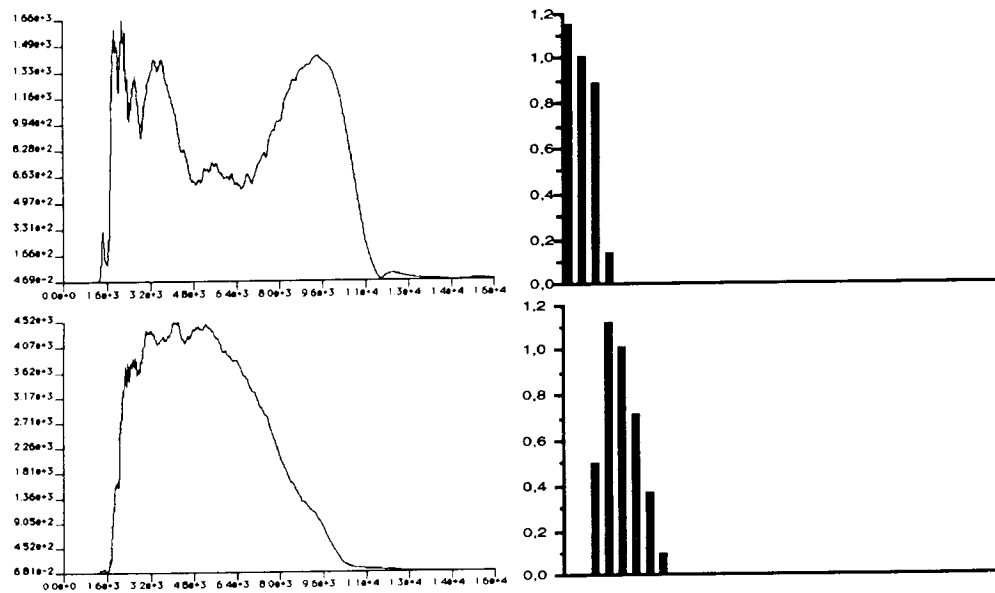 1.66e+3
1.49e+3
1.33e+3
1.16e+3
9.94e+2
8.28e+2
6.63e+2
4.97e+2
3.31e+2
1.66e+2
4.69e-2
0.0e+0 1.6e+3 3.2e+3 4.8e+3 6.4e+3 8.0e+3 9.6e+3 1.1e+4 1.3e+4 1.4e+4 1.6e+4
1,2
1,0
0,8
0,6
0,4
0,2
0,0
4.52e+3
4.07e+3
3.62e+3
3.17e+3
2.71e+3
2.26e+3
1.81e+3
1.36e+3
9.05e+2
4.52e+2
6.81e-2
0.0e+0 1.6e+3 3.2e+3 4.8e+3 6.4e+3 8.0e+3 9.6e+3 1.1e+4 1.3e+4 1.4e+4 1.6e+4
1,2
1,0
0,8
0,6
0,4
0,2
0,0